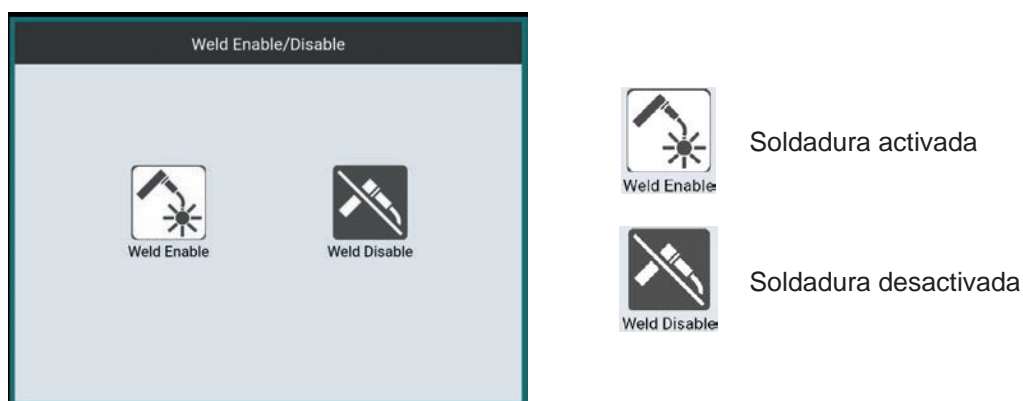 Weld Enable/Disable
Weld Enable
Weld Disable
Weld Enable
Soldadura activada
Weld Disable
Soldadura desactivada